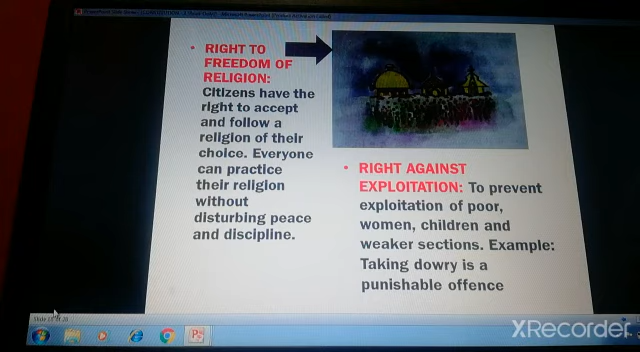 • RIGHT TO
FREEDOM OF
RELIGION:
Citizens have the
right to accept
and follow a
religion of their
choice. Everyone
can practice
their religion
without
disturbing peace
and discipline.
• RIGHT AGAINST
EXPLOITATION: To prevent
exploitation of poor,
women, children and
weaker sections. Example:
Taking dowry is a
punishable offence
XRecorder